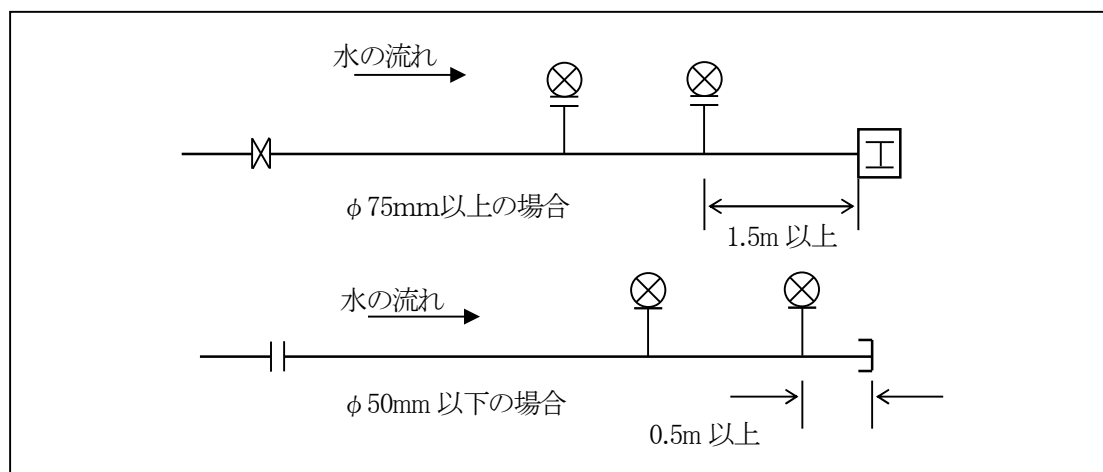 水の流れ
φ75mm以上の場合
1.5m 以上
水の流れ
φ50mm 以下の場合
0.5m 以上